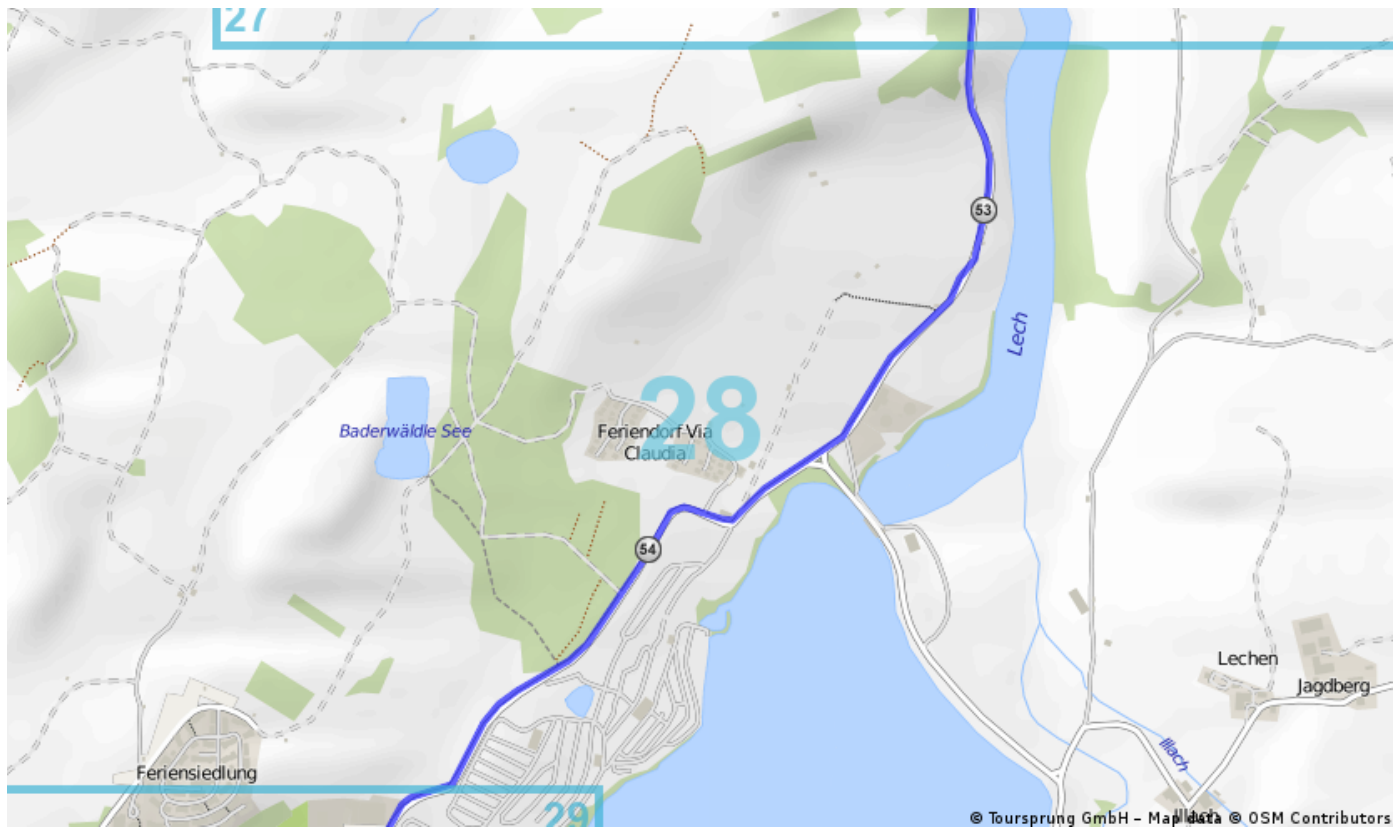 27
53
Lech
28
Baderwäldle See
Feriendorf Via
Claudia
54
Lechen
Jagdberg
Illach
Feriensiedlung
29
Illach
© Toursprung GmbH – Map data © OSM Contributors